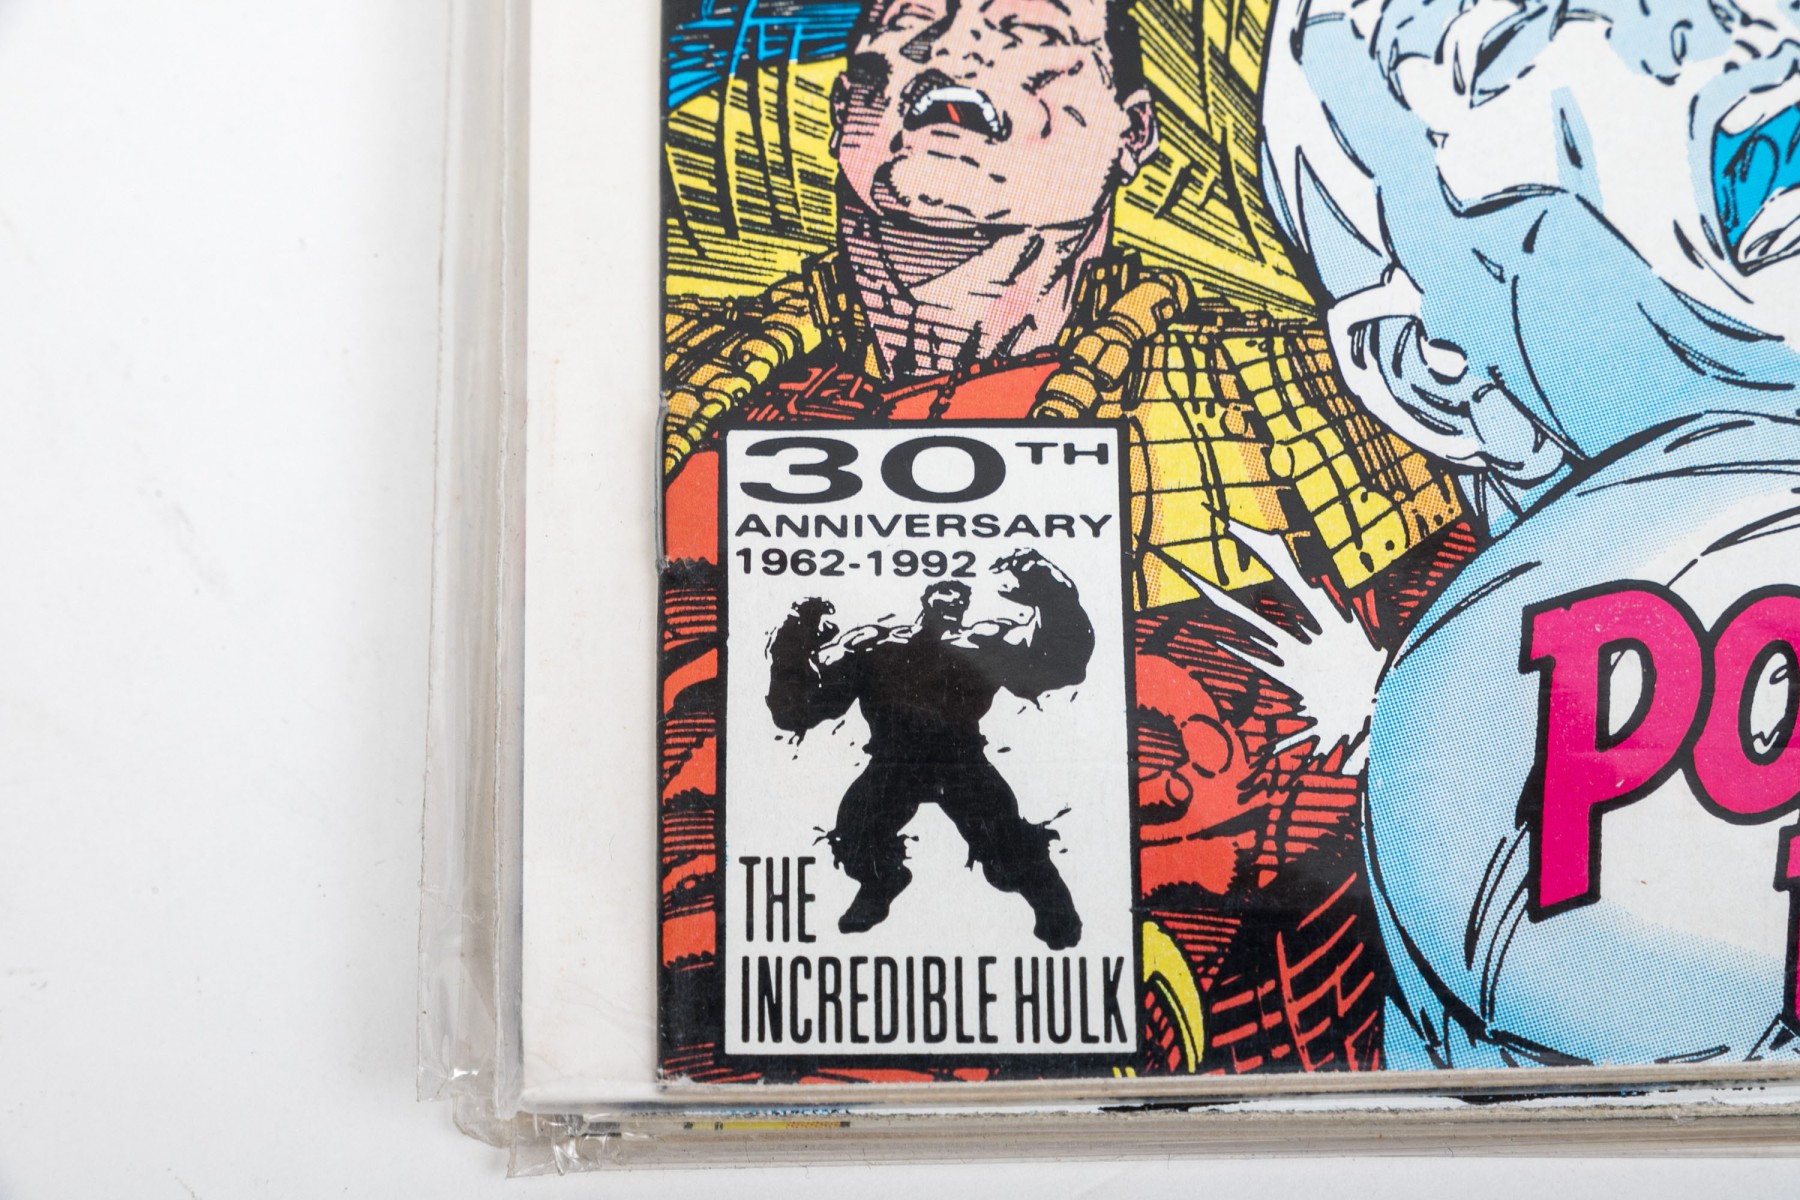 30TH
ANNIVERSARY
1962-1992
THE
INCREDIBLE HULK